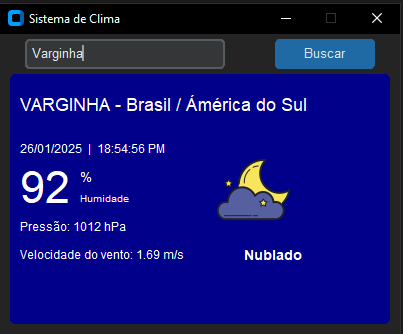 Sistema de Clima
Varginha
Buscar
VARGINHA - Brasil / Ámérica do Sul
26/01/2025 | 18:54:56 PM
92 %
Humidade
Pressão: 1012 hPa
Velocidade do vento: 1.69 m/s
Nublado